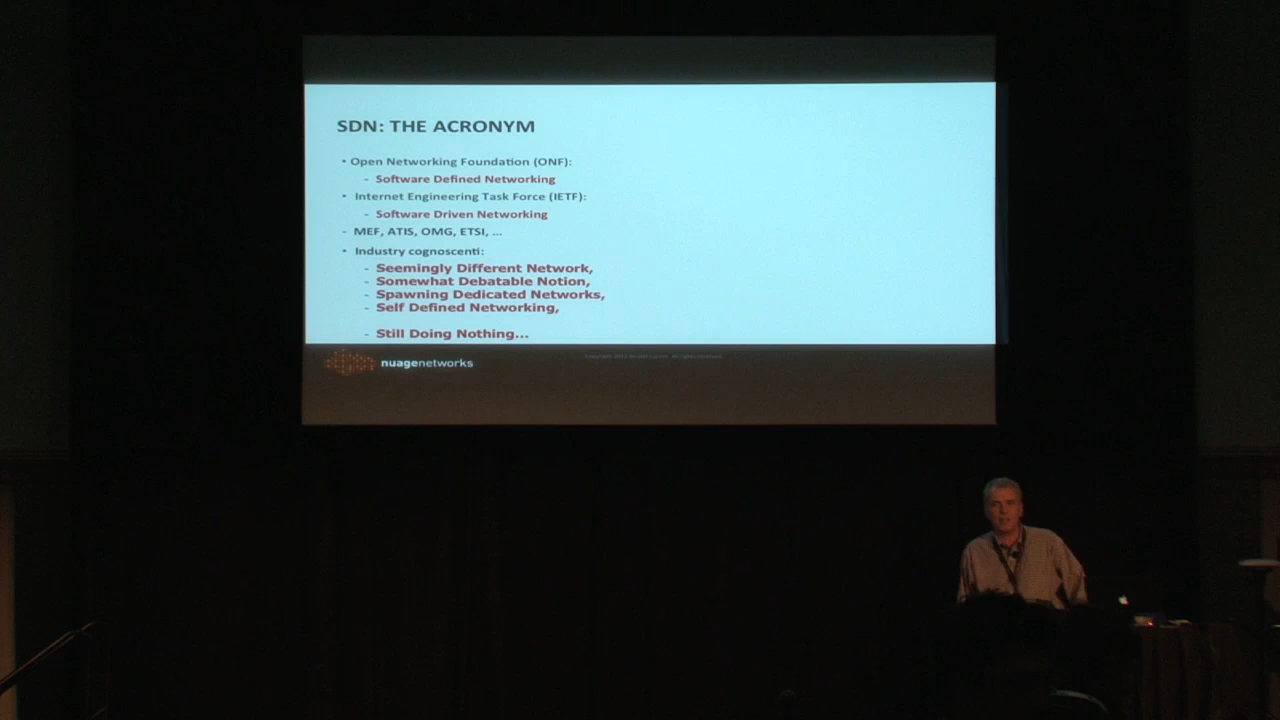 SDN: THE ACRONYM
• Open Networking Foundation (ONF):
- Software Defined Networking
• Internet Engineering Task Force (IETF):
- Software Driven Networking
- MEF, ATIS, OMG, ETSI, ...
• Industry cognoscenti:
- Seemingly Different Network,
- Somewhat Debatable Notion,
- Spawning Dedicated Networks,
- Self Defined Networking,
- Still Doing Nothing...
nuagenetworks